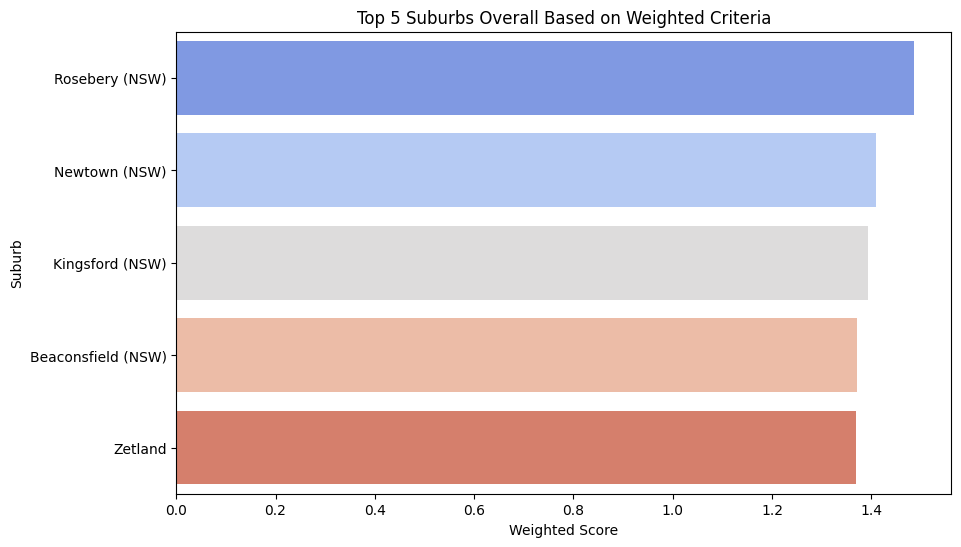 Top 5 Suburbs Overall Based on Weighted Criteria
Suburb
Rosebery (NSW)
Newtown (NSW)
Kingsford (NSW)
Beaconsfield (NSW)
Zetland
0.0 0.2 0.4 0.6 0.8 1.0 1.2 1.4
Weighted Score